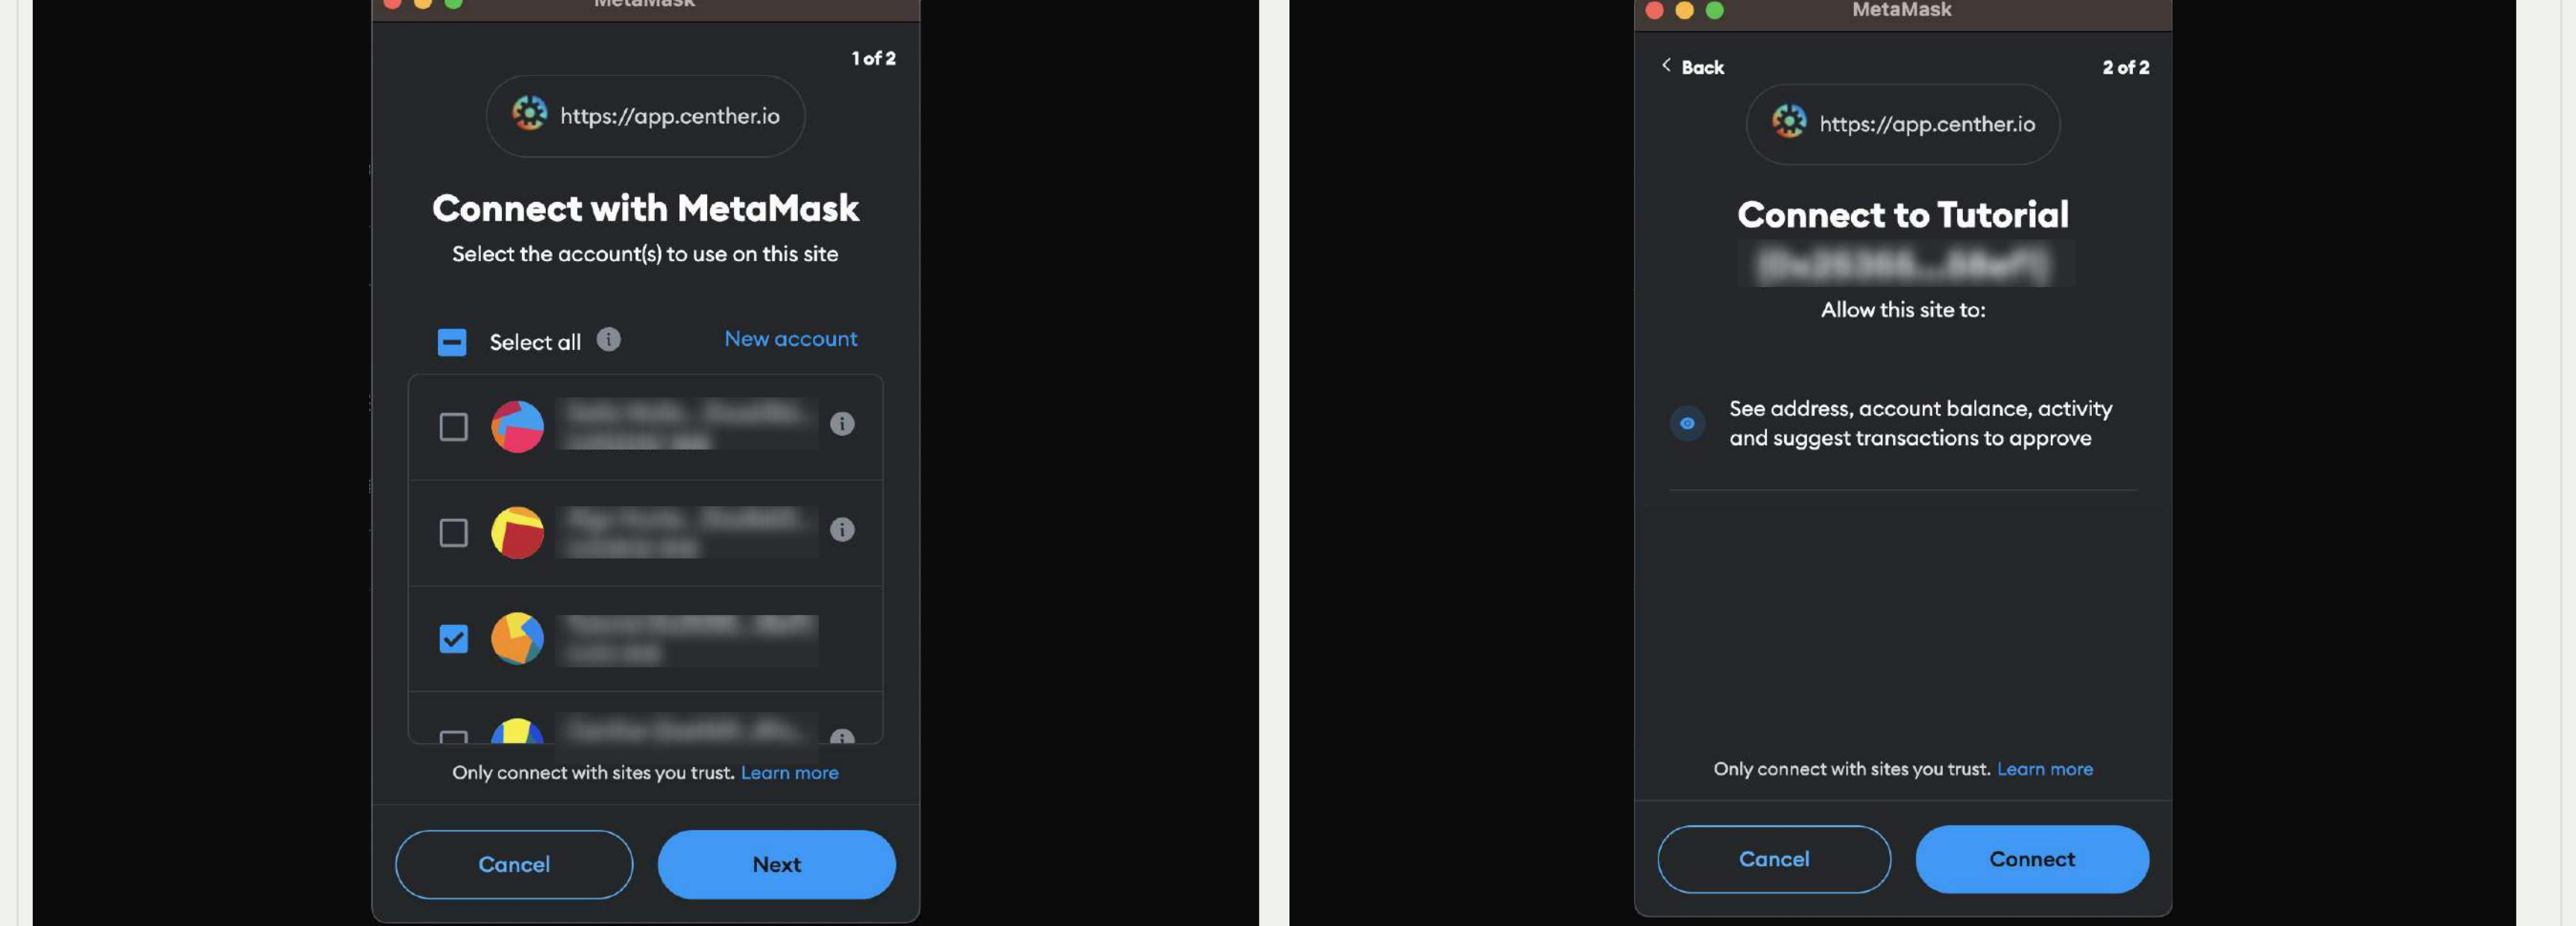 MetaMask
1 of 2
https://app.centher.io
Connect with MetaMask
Select the account(s) to use on this site
Select all
New account
Only connect with sites you trust. Learn more
Cancel
Next
MetaMask
Back
2 of 2
https://app.centher.io
Connect to Tutorial
Allow this site to:
See address, account balance, activity
and suggest transactions to approve
Only connect with sites you trust. Learn more
Cancel
Connect